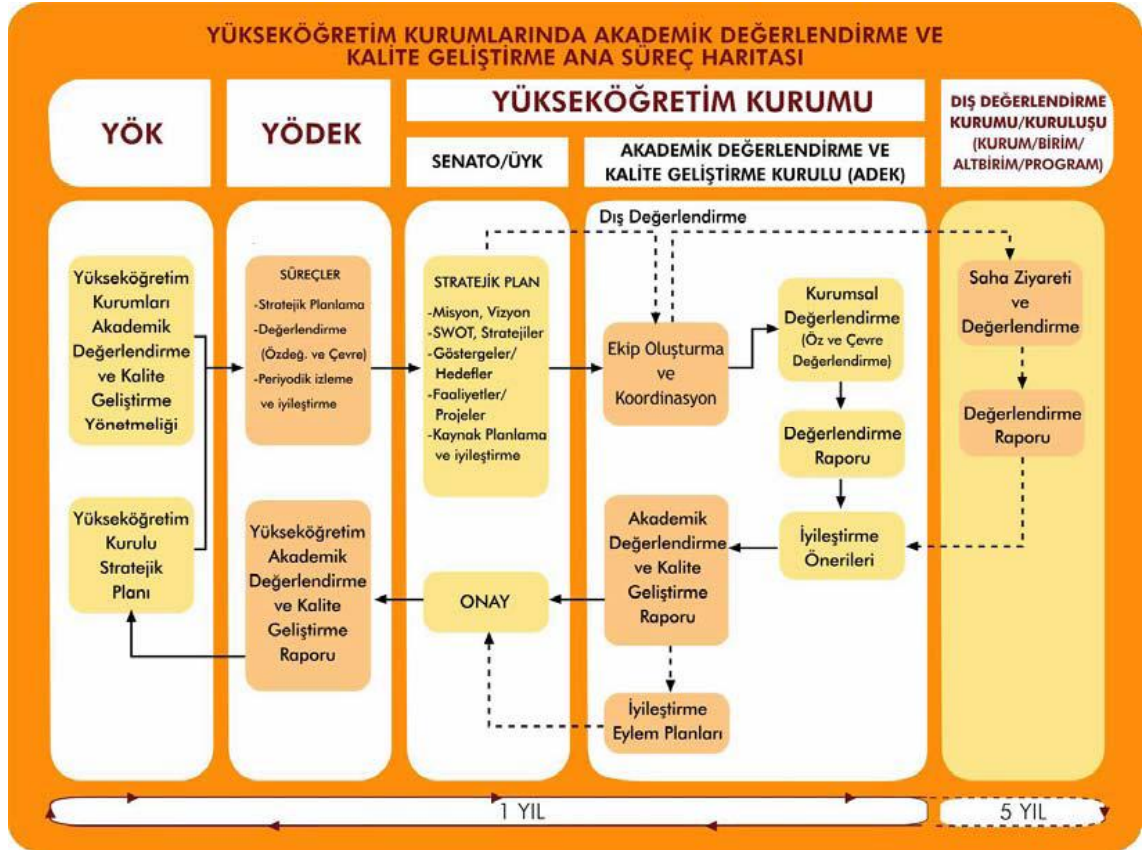 YÜKSEKÖĞRETİM KURUMLARINDA AKADEMİK DEĞERLENDİRME VE
KALİTE GELİŞTİRME ANA SÜREÇ HARITASI
YÖK
YÖDEK
YÜKSEKÖĞRETİM KURUMU
SENATO/ÜYK
AKADEMİK DEĞERLENDİRME VE
KALİTE GELİŞTİRME KURULU (ADEK)
DIŞ DEĞERLENDİRME
KURUMU/KURULUŞU
(KURUM/BİRİM/
ALTBİRİM/PROGRAM)
Yükseköğretim
Kurumları
Akademik
Değerlendirme
ve Kalite
Geliştirme
Yönetmeliği
Yükseköğretim
Kurulu
Stratejik
Planı
SÜREÇLER
-Stratejik Planlama
-Değerlendirme
(Özdeğ. ve Çevre)
-Periyodik izleme
ve iyileştirme
Yükseköğretim
Akademik
Değerlendirme
ve Kalite
Geliştirme
Raporu
STRATEJİK PLAN
-Misyon, Vizyon
-SWOT, Stratejiler
-Göstergeler/
Hedefler
-Faaliyetler/
Projeler
-Kaynak Planlama
ve iyileştirme
ONAY
Dış Değerlendirme
Ekip Oluşturma
ve
Koordinasyon
Kurumsal
Değerlendirme
(Öz ve Çevre
Değerlendirme)
Değerlendirme
Raporu
İyileştirme
Önerileri
Akademik
Değerlendirme
ve Kalite
Geliştirme
Raporu
İyileştirme
Eylem Planları
Saha Ziyareti
ve
Değerlendirme
Değerlendirme
Raporu
1 YIL
5 YIL